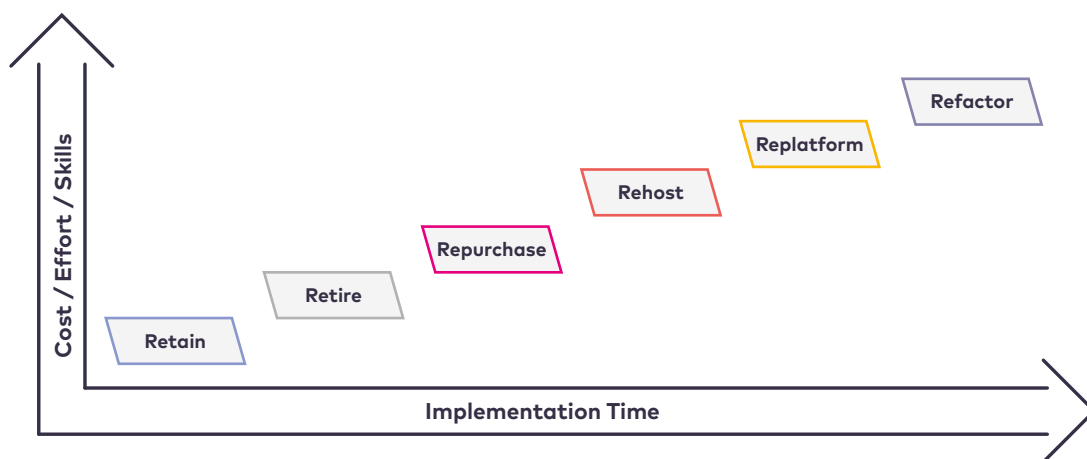 Cost / Effort / Skills
Refactor
Replatform
Rehost
Repurchase
Retire
Retain
Implementation Time